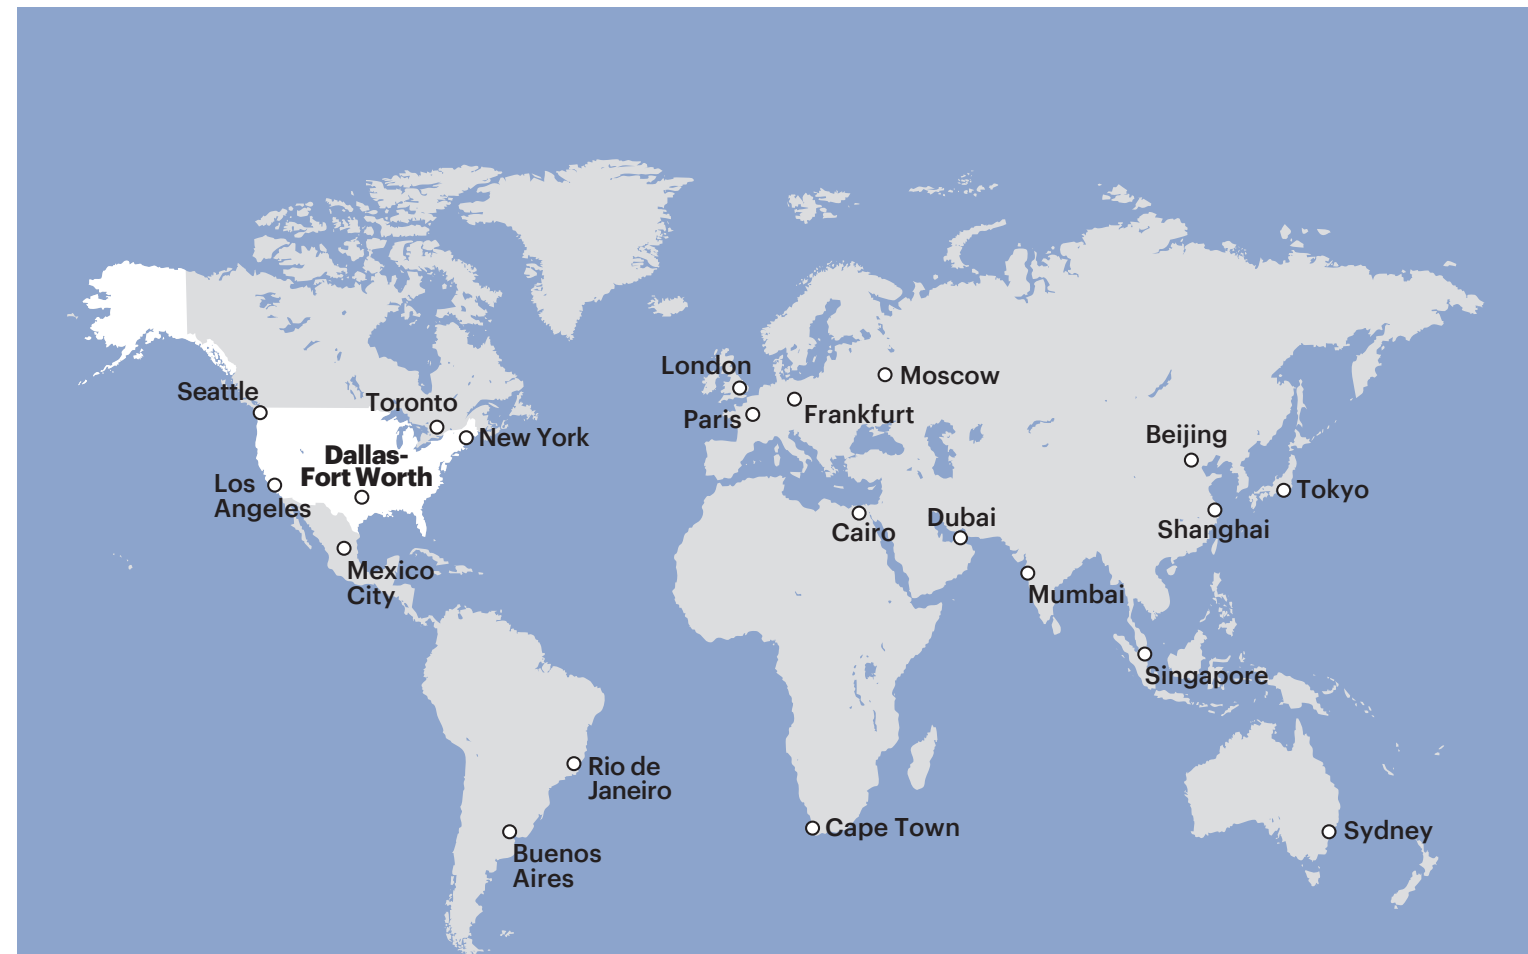 London
Moscow
Seattle
Toronto
Paris
Frankfurt
New York
Beijing
Dallas-
Fort Worth
Los
Angeles
Tokyo
Cairo
Dubai
Shanghai
Mexico
City
Mumbai
Singapore
Rio de
Janeiro
Cape Town
Sydney
Buenos
Aires